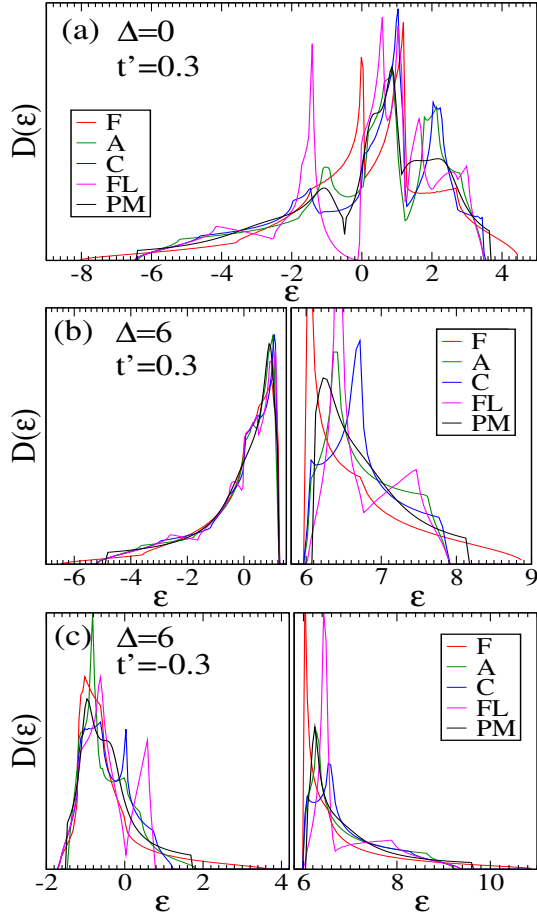 (a)
Δ=0
t'=0.3
F
A
C
FL
PM
D(ε)
-8 -6 -4 -2 0 2 4
ε
(b)
Δ=6
t'=0.3
F
A
C
FL
PM
D(ε)
-6 -4 -2 0
6 7 8 9
ε
ε
(c)
Δ=6
t'=-0.3
F
A
C
FL
PM
D(ε)
-2 0 2 4
6 8 10
ε
ε